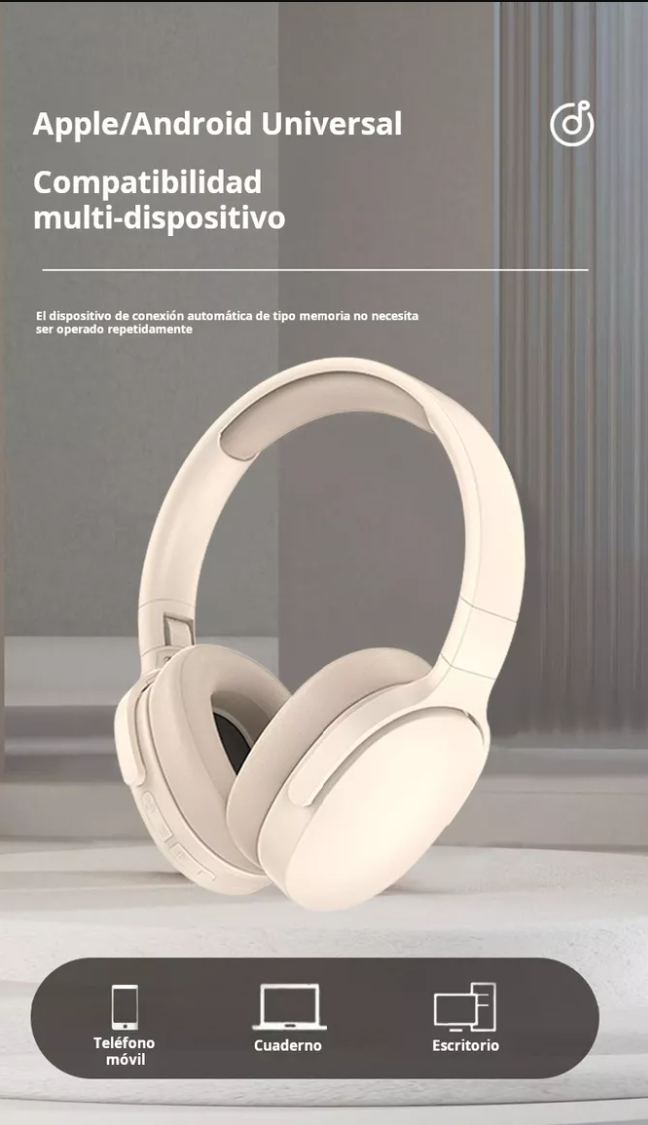 Apple/Android Universal
Compatibilidad
multi-dispositivo
El dispositivo de conexión automática de tipo memoria no necesita
ser operado repetidamente
Teléfono
móvil
Cuaderno
Escritorio